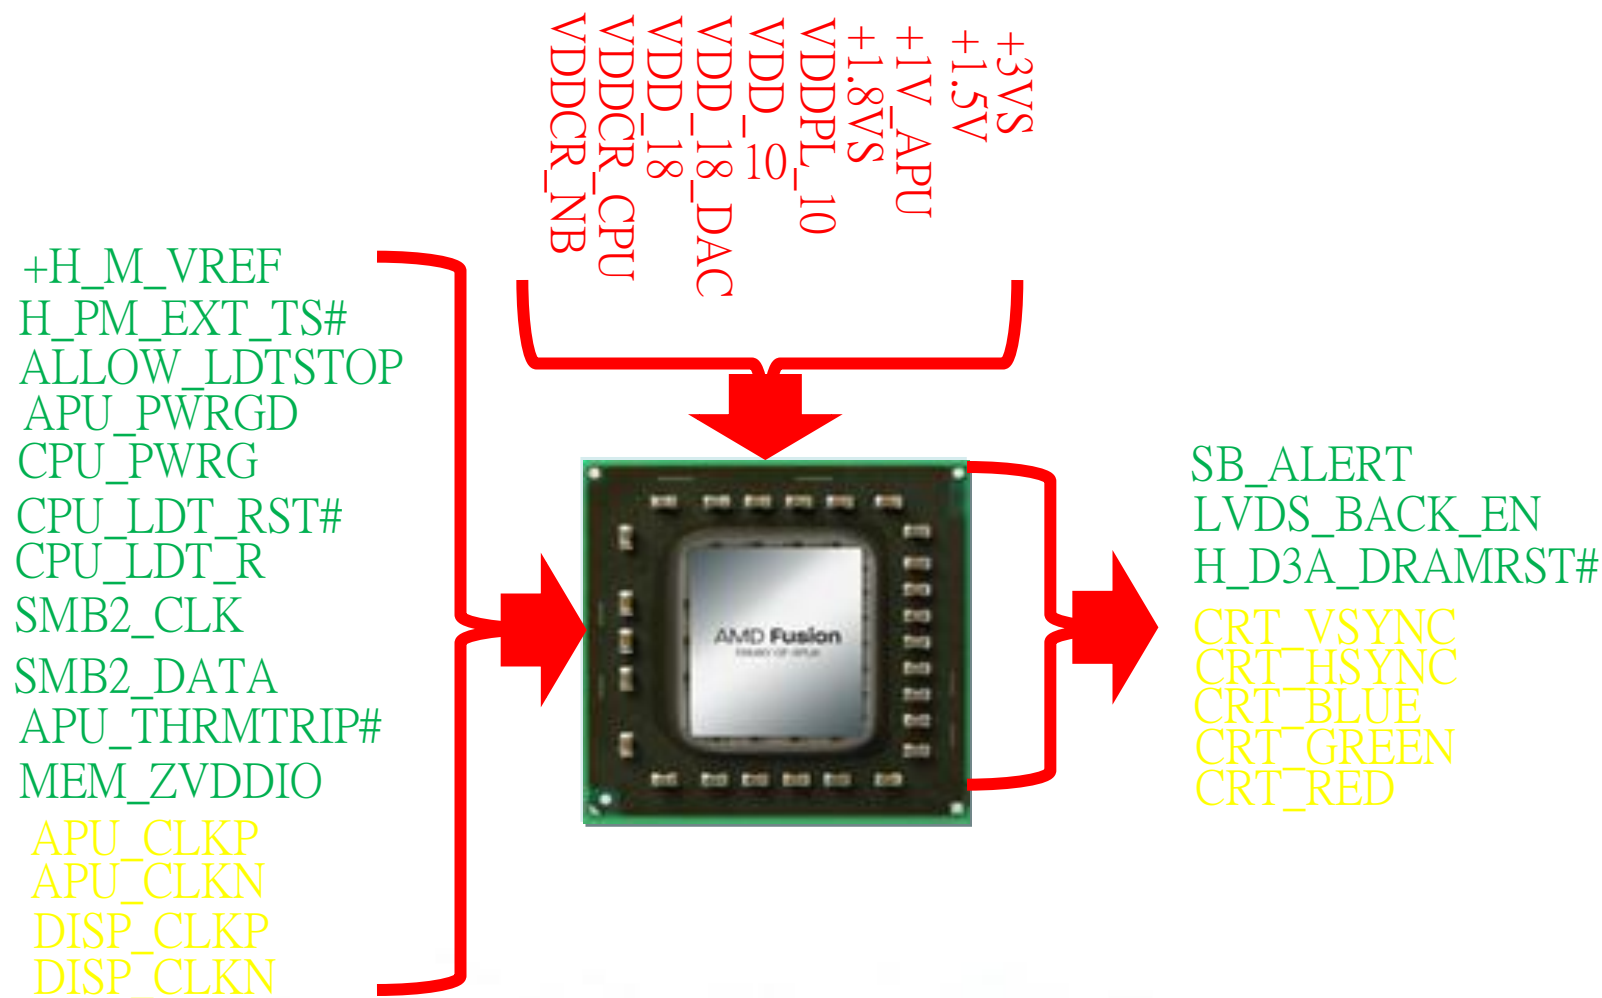 +3VS
+1.5V
+1V_APU
+1.8VS
VDDPL_10
VDD_10
VDD_18_DAC
VDD_18
VDDCR_CPU
VDDCR_NB
+H_M_VREF
H_PM_EXT_TS#
ALLOW_LDTSTOP
APU_PWRGD
CPU_PWRG
CPU_LDT_RST#
CPU_LDT_R
SMB2_CLK
SMB2_DATA
APU_THRMTRIP#
MEM_ZVDDIO
APU_CLKP
APU_CLKN
DISP_CLKP
DISP_CLKN
AMD Fusion
SB_ALERT
LVDS_BACK_EN
H_D3A_DRAMRST#
CRT_VSYNC
CRT_HSYNC
CRT_BLUE
CRT_GREEN
CRT_RED